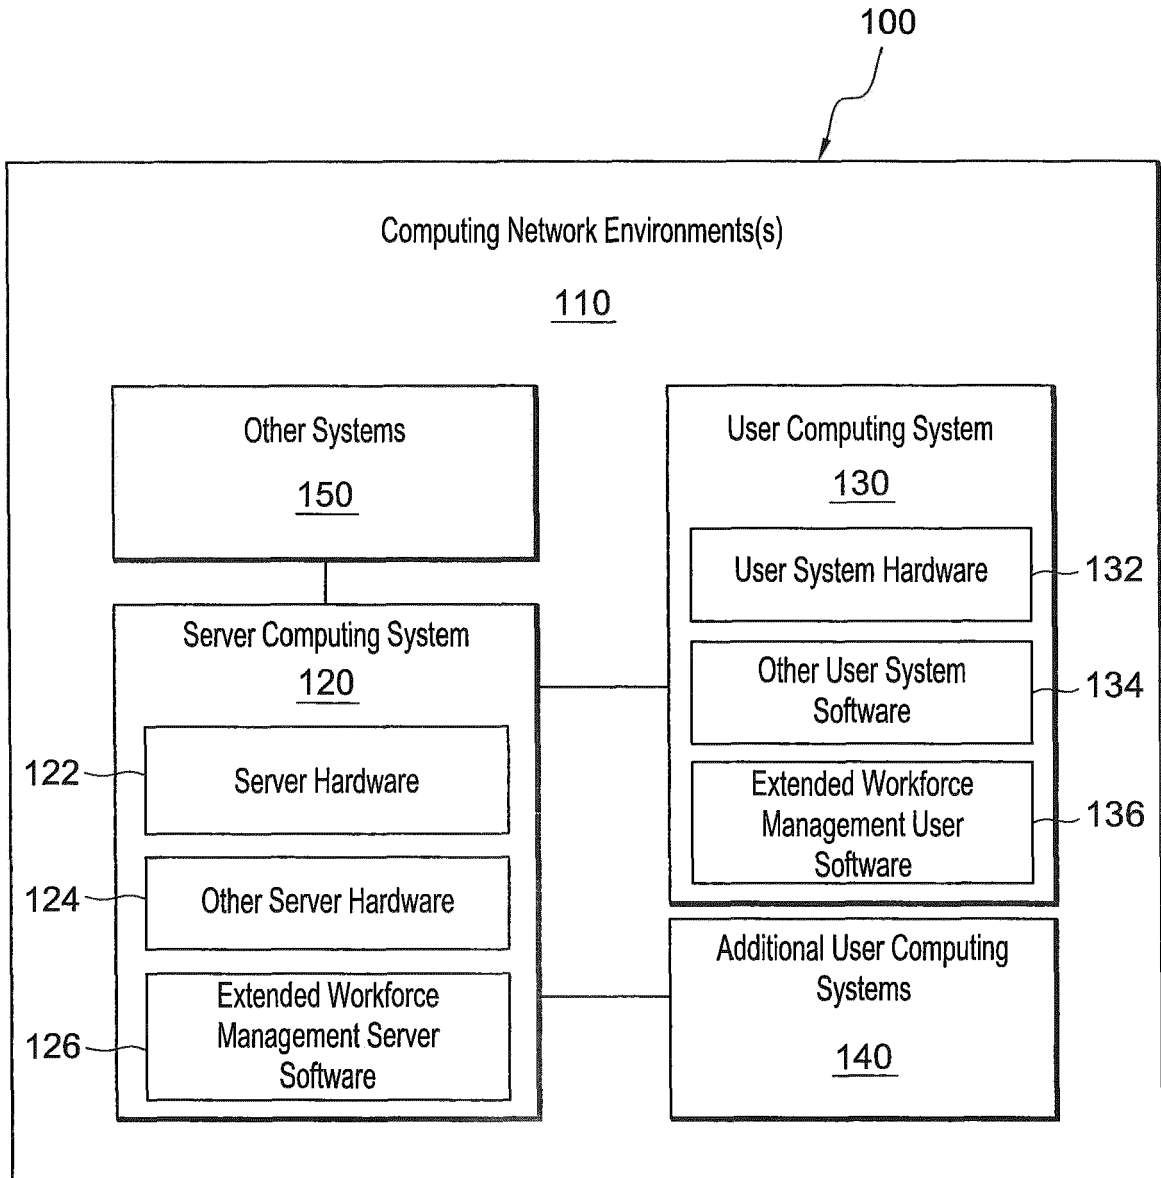 100
Computing Network Environments(s)
110
Other Systems
150
Server Computing System
120
122
Server Hardware
124
Other Server Hardware
126
Extended Workforce
Management Server
Software
User Computing System
130
User System Hardware
132
Other User System
Software
134
Extended Workforce
Management User
Software
136
Additional User Computing
Systems
140